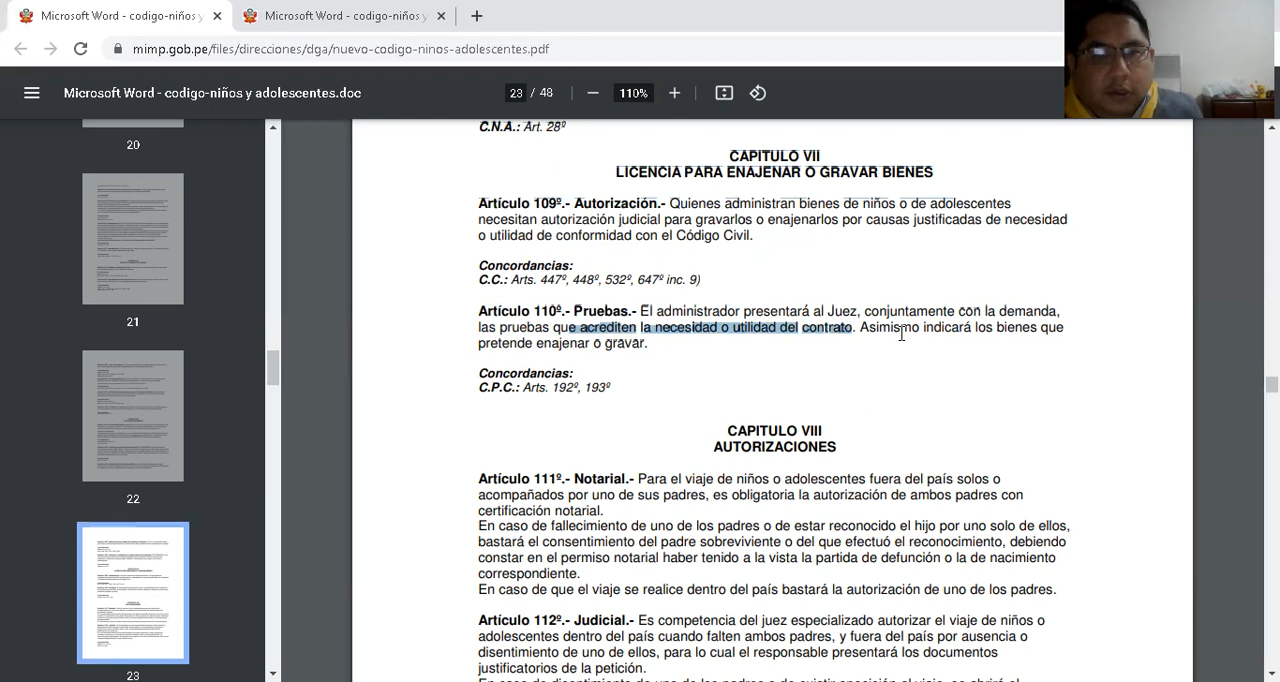 Microsoft Word - codigo-niños y
Microsoft Word - codigo-niños y
mimp.gob.pe/files/direcciones/dga/nuevo-codigo-ninos-adolescentes.pdf
Microsoft Word - codigo-niños y adolescentes.doc
23 / 48
110%
20
21
22
23
C.N.A.: Art. 28º
CAPITULO VII
LICENCIA PARA ENAJENAR O GRAVAR BIENES
Artículo 109º.- Autorización.- Quienes administran bienes de niños o de adolescentes
necesitan autorización judicial para gravarlos o enajenarlos por causas justificadas de necesidad
o utilidad de conformidad con el Código Civil.
Concordancias:
C.C.: Arts. 447º, 448º, 532º, 647º inc. 9)
Artículo 110º.- Pruebas.- El administrador presentará al Juez, conjuntamente con la demanda,
las pruebas que acrediten la necesidad o utilidad del contrato. Asimismo indicará los bienes que
pretende enajenar o gravar.
Concordancias:
C.P.C.: Arts. 192º, 193º
CAPITULO VIII
AUTORIZACIONES
Artículo 111º.- Notarial.- Para el viaje de niños o adolescentes fuera del país solos o
acompañados por uno de sus padres, es obligatoria la autorización de ambos padres con
certificación notarial.
En caso de fallecimiento de uno de los padres o de estar reconocido el hijo por uno solo de ellos,
bastará el consentimiento del padre sobreviviente o del que efectuó el reconocimiento, debiendo
constar en el permiso notarial haber tenido a la vista la partida de defunción o la de nacimiento
correspondiente.
En caso de que el viaje se realice dentro del país bastará la autorización de uno de los padres.
Artículo 112º.- Judicial.- Es competencia del juez especializado autorizar el viaje de niños o
adolescentes dentro del país cuando falten ambos padres, y fuera del país por ausencia o
disentimiento de uno de ellos, para lo cual el responsable presentará los documentos
justificatorios de la petición.